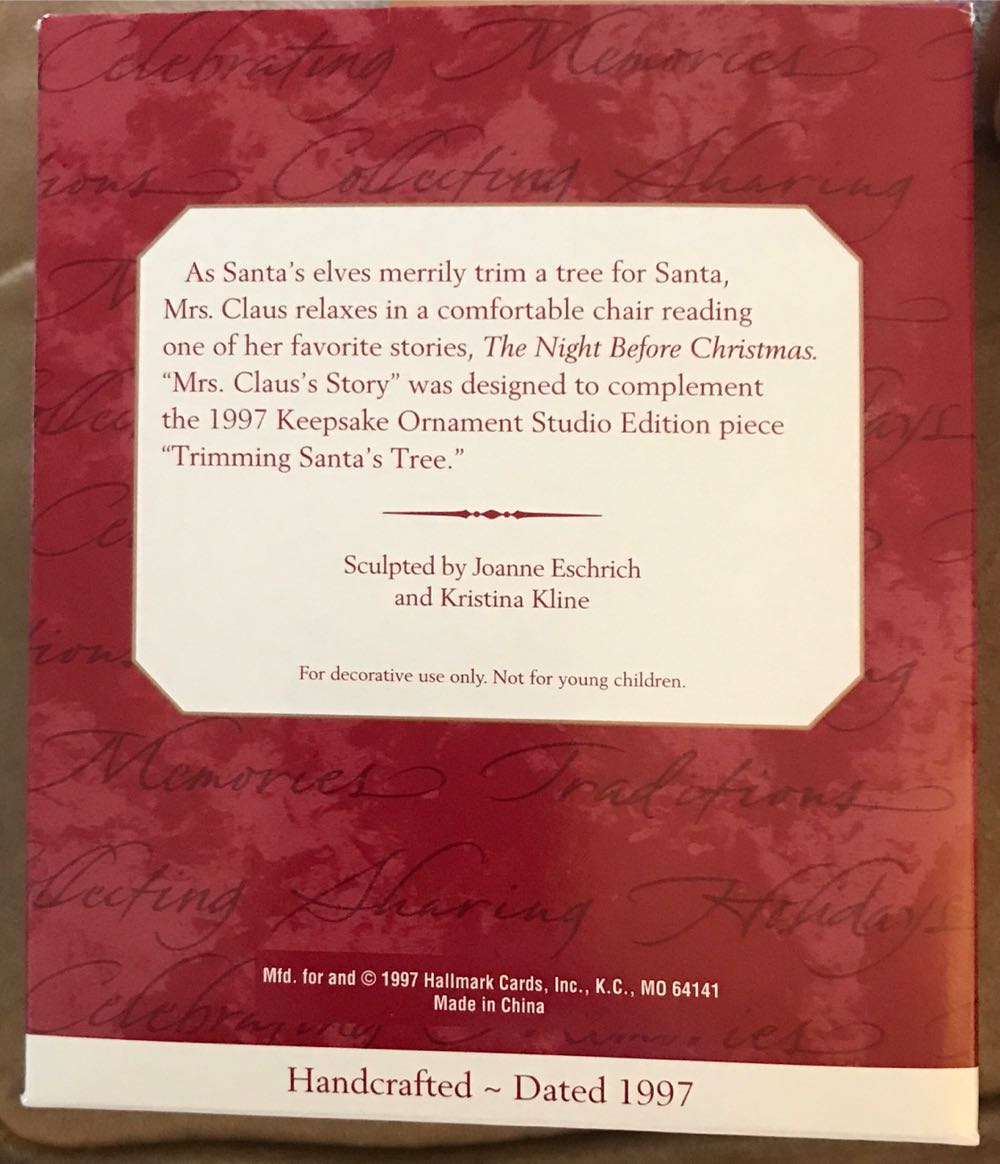 Celebrating Memories
Collecting Sharing
As Santa's elves merrily trim a tree for Santa,
Mrs. Claus relaxes in a comfortable chair reading
one of her favorite stories, The Night Before Christmas.
“Mrs. Claus's Story” was designed to complement
the 1997 Keepsake Ornament Studio Edition piece
“Trimming Santa's Tree.”
Sculpted by Joanne Eschrich
and Kristina Kline
For decorative use only. Not for young children.
Memories Traditions
Sharing Holidays
Mfd. for and © 1997 Hallmark Cards, Inc., K.C., MO 64141
Made in China
Handcrafted ~ Dated 1997